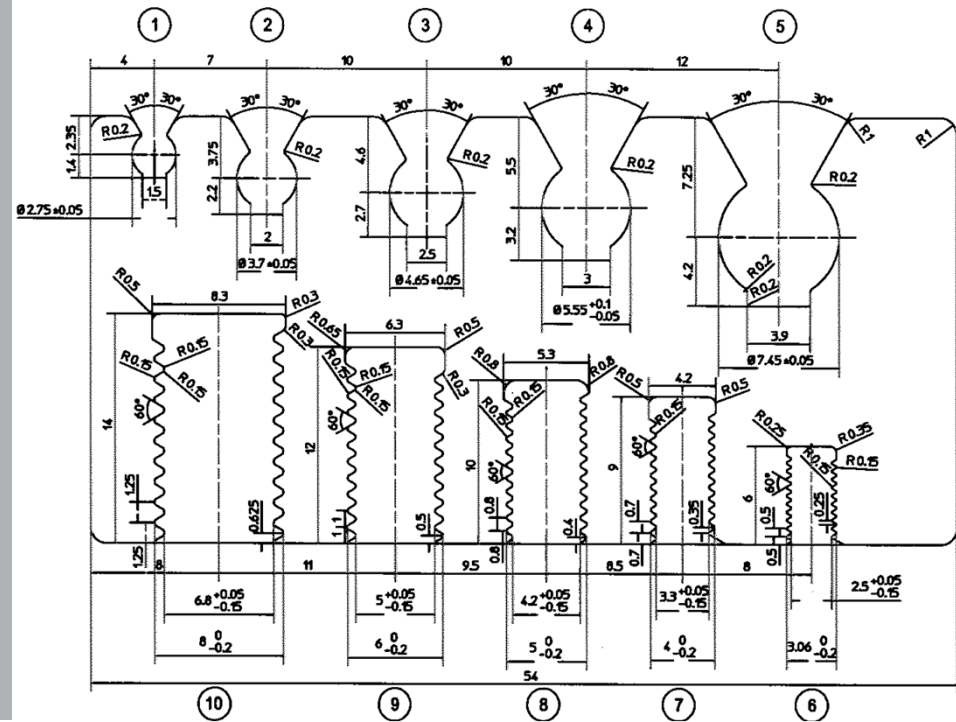 1 2 3 4 5
4 7 10 10 12
30° 30° 30° 30° 30° 30° 30° 30° 30° 30°
2.35 R0.2 3.75 R0.2 4.6 R0.2 5.5 R0.2 7.25 R0.2 R1 R1
1.4 1.5 2.2 2 2.7 2.5 3.2 3 4.2 R0.2 R0.2 3.9
Ø2.75±0.05 Ø3.7±0.05 Ø4.65±0.05 Ø5.55 +0.1 -0.05 Ø7.45±0.05
R0.5 8.3 R0.3 R0.65 6.3 R0.5 R0.8 5.3 R0.8 R0.5 4.2 R0.5 R0.25 R0.35
R0.3 R0.15 R0.15 R0.15 R0.15 R0.15 R0.15 R0.3 R0.15 R0.15 R0.15 R0.15 R0.15
60° 60° 60° 60° 60°
14 12 10 9 6
1.25 0.625 1 0.5 0.8 0.4 0.7 0.35 0.5 0.25
1.25 1 0.8 0.7 0.5
8 11 9.5 8.5 8
6.8 +0.05 -0.15 5 +0.05 -0.15 4.2 +0.05 -0.15 3.3 +0.05 -0.15 2.5 +0.05 -0.15
8 0 -0.2 6 0 -0.2 5 0 -0.2 4 0 -0.2 3.06 0 -0.2
54
10 9 8 7 6